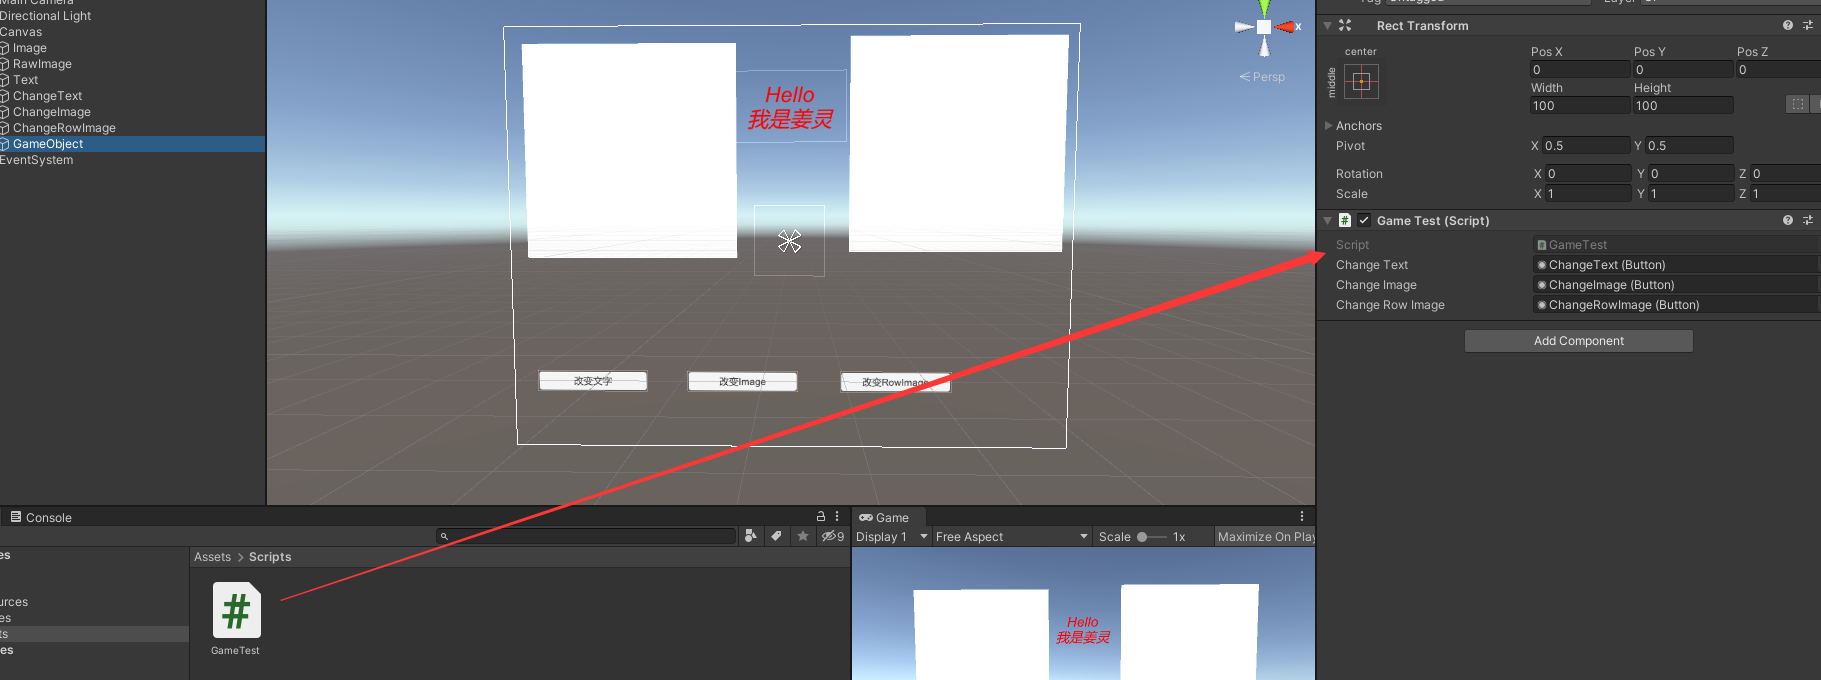 Main Camera
Directional Light
Canvas
Image
RawImage
Text
ChangeText
ChangeImage
ChangeRowImage
GameObject
EventSystem
Hello
我是姜灵
x
Persp
改变文字
改变Image
改变RowImage
Rect Transform
center
middle
Pos X Pos Y Pos Z
0 0 0
Width Height
100 100
Anchors
Pivot X 0.5 Y 0.5
Rotation X 0 Y 0 Z 0
Scale X 1 Y 1 Z 1
# Game Test (Script)
Script GameTest
Change Text ChangeText (Button)
Change Image ChangeImage (Button)
Change Row Image ChangeRowImage (Button)
Add Component
Console
9
Assets > Scripts
#
GameTest
Game
Display 1 Free Aspect Scale 1x Maximize On Play
Hello
我是姜灵